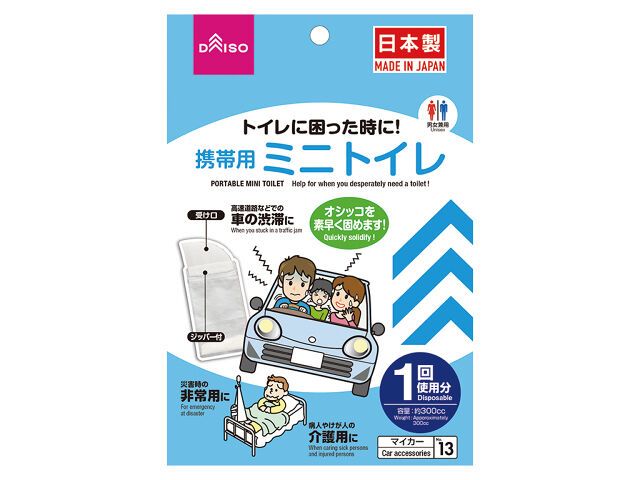 DAISO
日本製
MADE IN JAPAN
男女兼用
Unisex
トイレに困った時に!
携帯用 ミニトイレ
PORTABLE MINI TOILET Help for when you desperately need a toilet!
高速道路などでの
車の渋滞に
When you stuck in a traffic jam
オシッコを
素早く固めます!
Quickly solidify!
受け口
ジッパー付
災害時の
非常用に
For emergency
at disaster
病人やけが人の
介護用に
When caring sick persons
and injured persons
1回
使用分
Disposable
容量:約300cc
Weight: Approximately
300cc
マイカー
Car accessories
No.
13